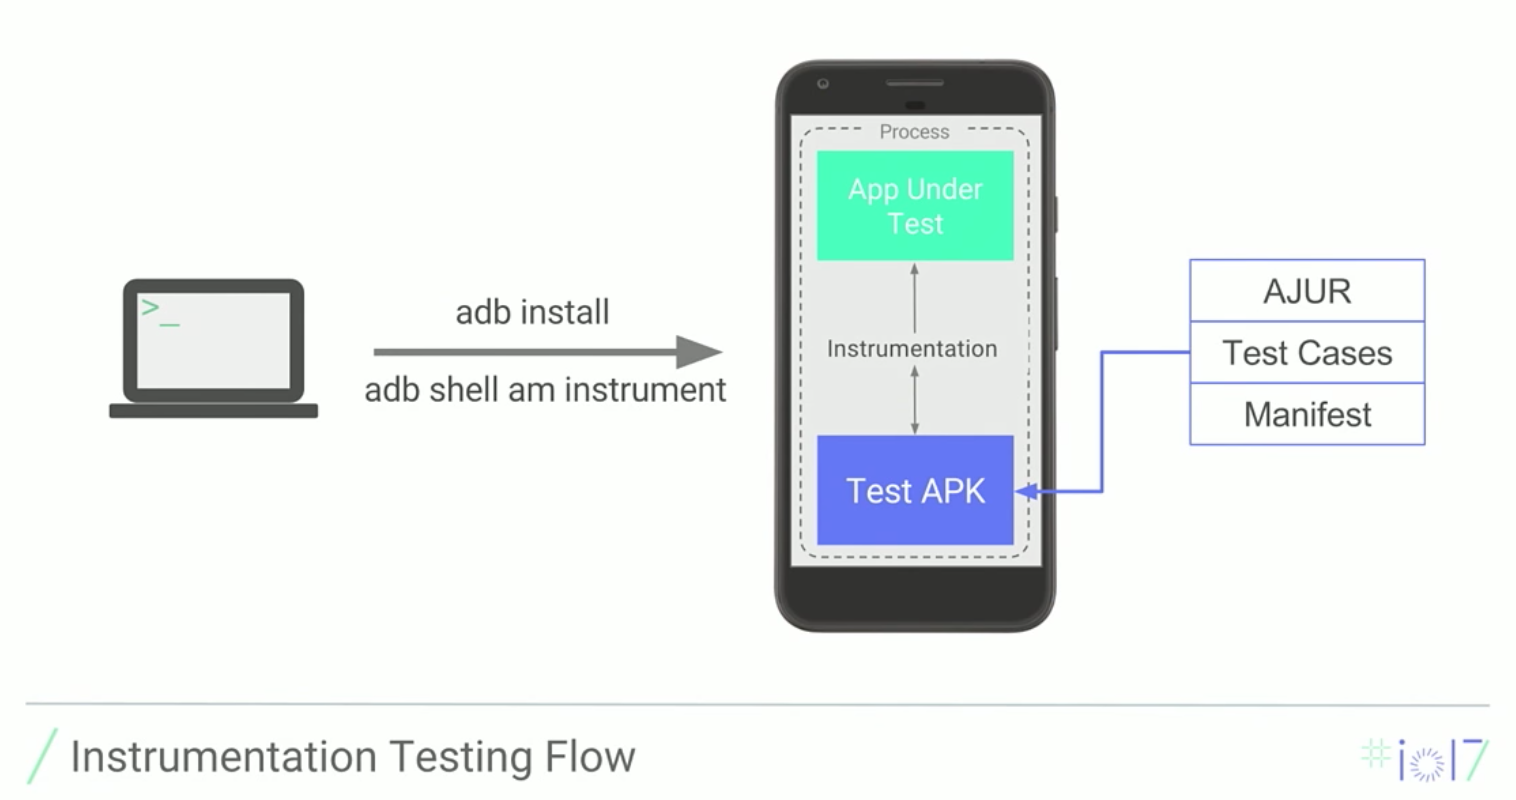 Process
App Under
Test
Instrumentation
Test APK
>_
adb install
adb shell am instrument
AJUR
Test Cases
Manifest
Instrumentation Testing Flow
#io17